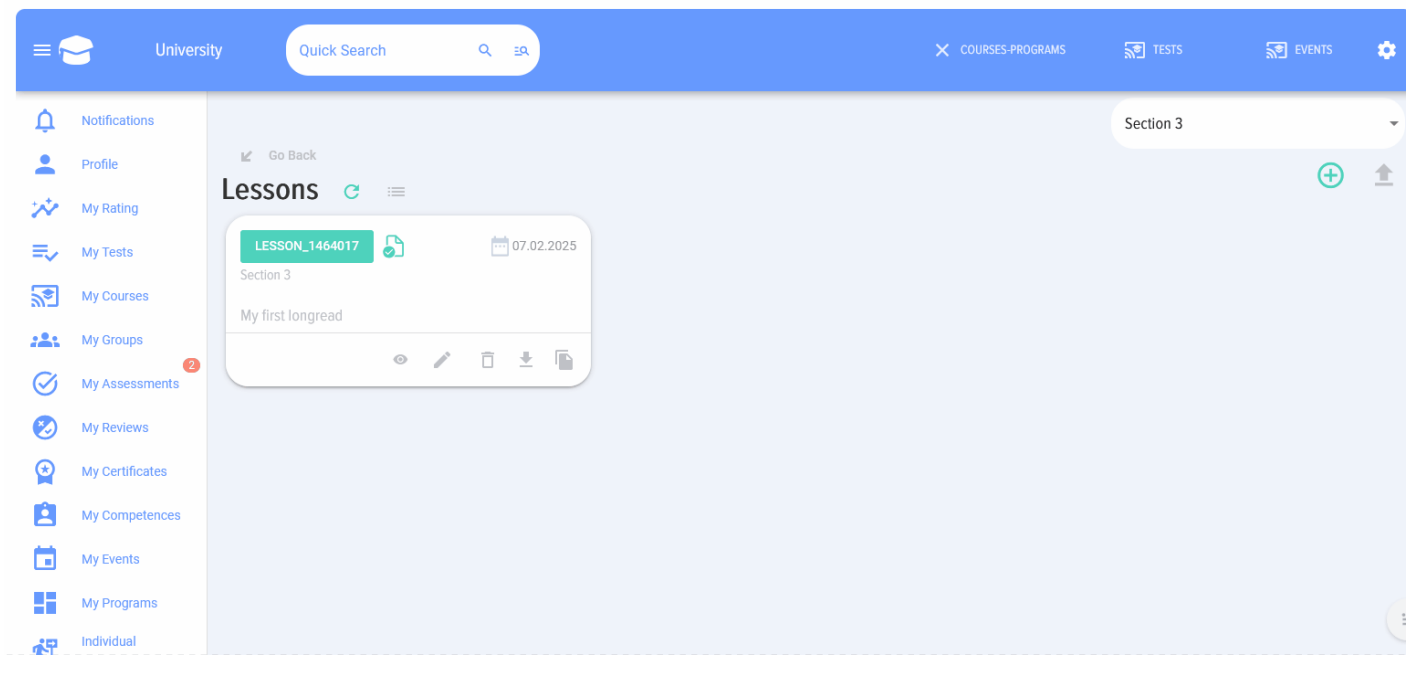 University
Quick Search
COURSES-PROGRAMS
TESTS
EVENTS
Notifications
Profile
My Rating
My Tests
My Courses
My Groups
2
My Assessments
My Reviews
My Certificates
My Competences
My Events
My Programs
Individual
Section 3
Go Back
Lessons
LESSON_1464017
07.02.2025
Section 3
My first longread